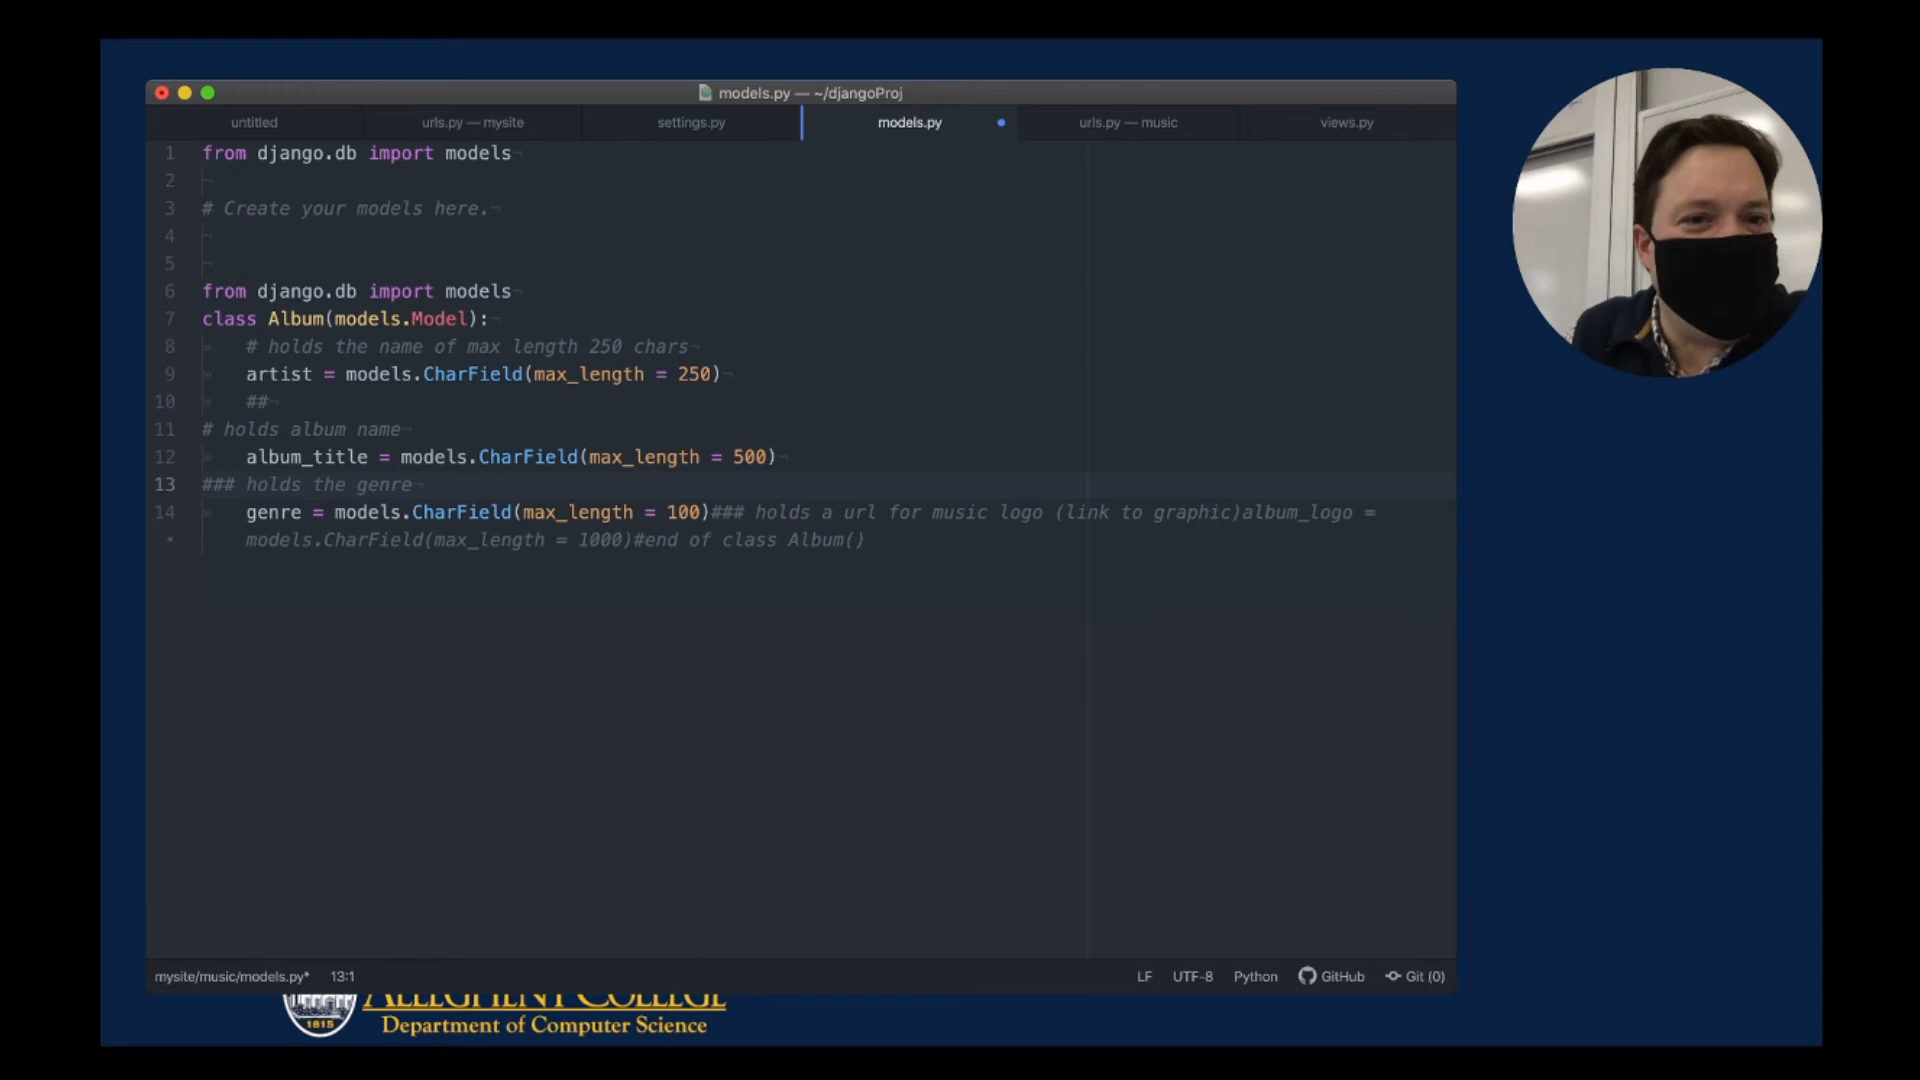 models.py — ~/djangoProj
untitled
urls.py — mysite
settings.py
models.py
urls.py — music
views.py
1 from django.db import models
2
3 # Create your models here.
4
5
6 from django.db import models
7 class Album(models.Model):
8 # holds the name of max length 250 chars
9 artist = models.CharField(max_length = 250)
10 ##
11 # holds album name
12 album_title = models.CharField(max_length = 500)
13 ### holds the genre
14 genre = models.CharField(max_length = 100)### holds a url for music logo (link to graphic)album_logo =
models.CharField(max_length = 1000)#end of class Album()
mysite/music/models.py* 13:1
LF UTF-8 Python GitHub Git (0)
ALLEGHENY COLLEGE
1815
Department of Computer Science